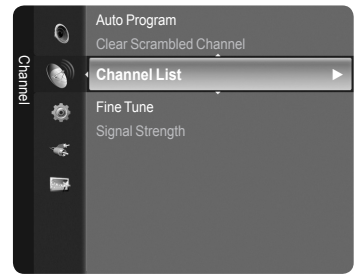 Channel
Auto Program
Clear Scrambled Channel
Channel List
Fine Tune
Signal Strength